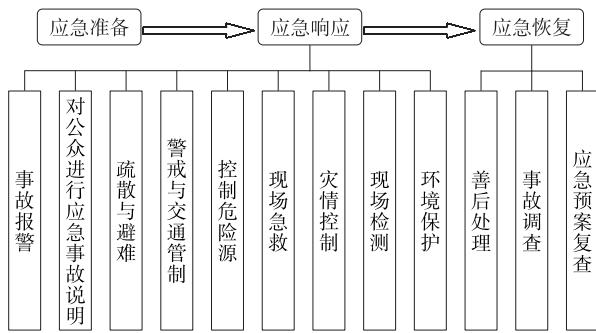 应急准备
应急响应
应急恢复
事故报警
对公众进行应急事故说明
疏散与避难
警戒与交通管制
控制危险源
现场急救
灾情控制
现场检测
环境保护
善后处理
事故调查
应急预案复查